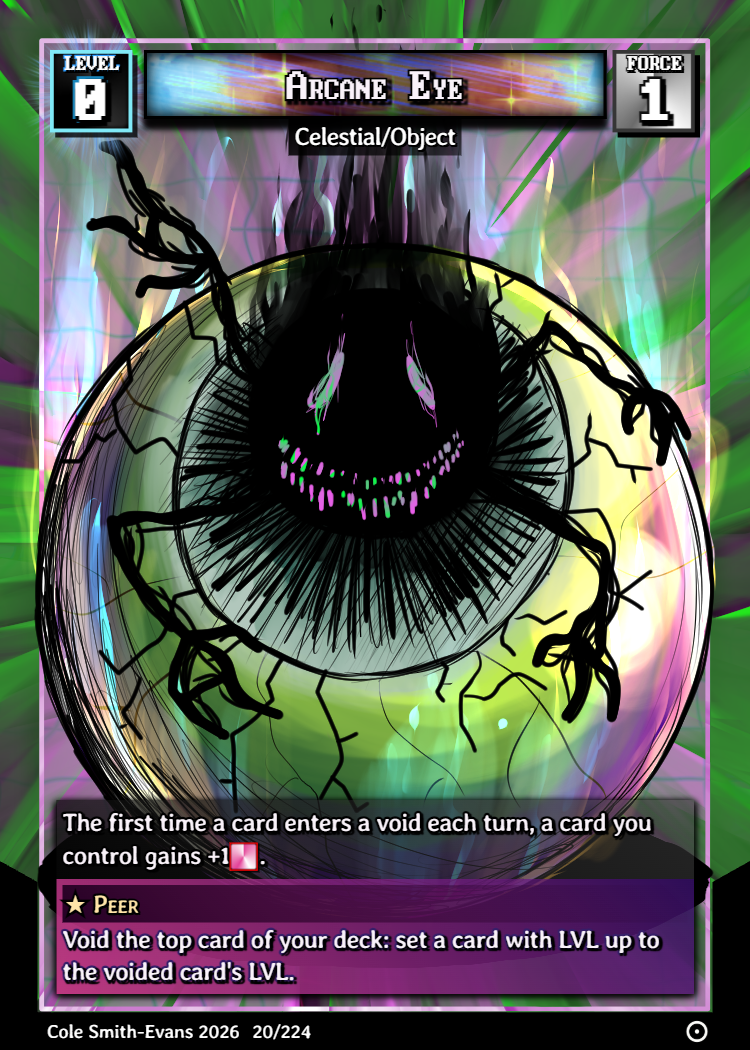 LEVEL
0
ARCANE EYE
FORCE
1
Celestial/Object
The first time a card enters a void each turn, a card you
control gains +1.
★ PEER
Void the top card of your deck: set a card with LVL up to
the voided card's LVL.
Cole Smith-Evans 2026 20/224